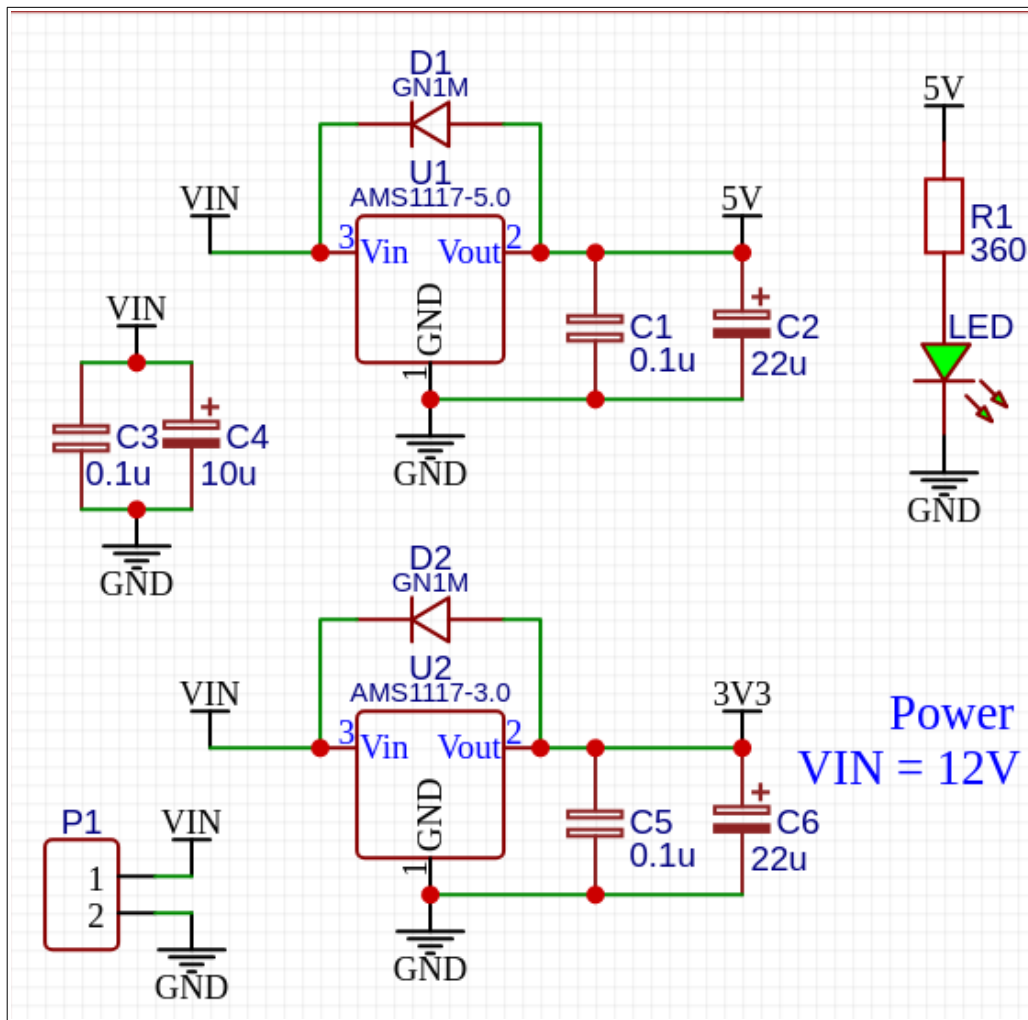 D1
GN1M
U1
AMS1117-5.0
VIN
3 Vin Vout 2
GND
1
GND
5V
C1
0.1u
+
C2
22u
5V
R1
360
LED
GND
VIN
C3
0.1u
+
C4
10u
GND
D2
GN1M
U2
AMS1117-3.0
VIN
3 Vin Vout 2
GND
1
GND
3V3
C5
0.1u
+
C6
22u
Power
VIN = 12V
P1
VIN
1
2
GND